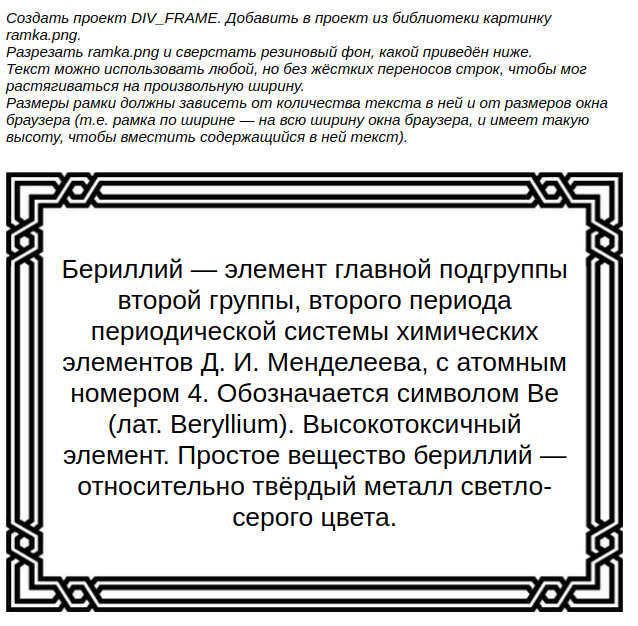 Создать проект DIV_FRAME. Добавить в проект из библиотеки картинку
ramka.png.
Разрезать ramka.png и сверстать резиновый фон, какой приведён ниже.
Текст можно использовать любой, но без жёстких переносов строк, чтобы мог
растягиваться на произвольную ширину.
Размеры рамки должны зависеть от количества текста в ней и от размеров окна
браузера (т.е. рамка по ширине — на всю ширину окна браузера, и имеет такую
высоту, чтобы вместить содержащийся в ней текст).
Бериллий — элемент главной подгруппы
второй группы, второго периода
периодической системы химических
элементов Д. И. Менделеева, с атомным
номером 4. Обозначается символом Be
(лат. Beryllium). Высокотоксичный
элемент. Простое вещество бериллий —
относительно твёрдый металл светло-
серого цвета.